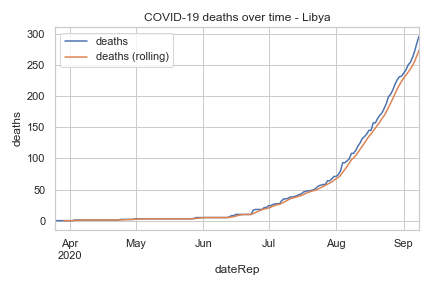 COVID-19 deaths over time - Libya
deaths
deaths (rolling)
300
250
200
150
100
50
0
deaths
Apr
2020
May
Jun
Jul
Aug
Sep
dateRep